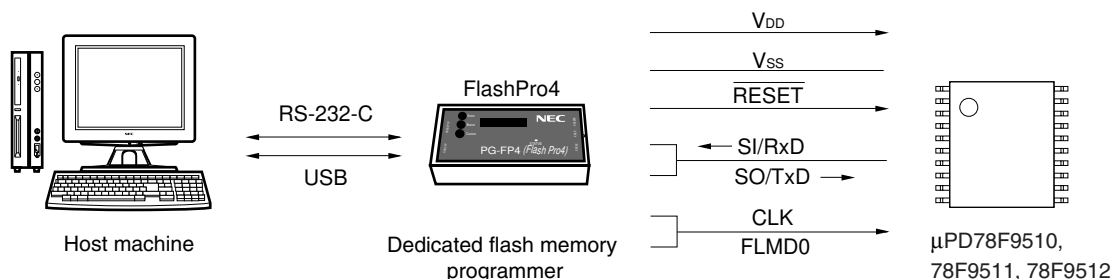 VDD
VSS
RESET
SI/RxD
SO/TxD
CLK
FLMD0
FlashPro4
RS-232-C
USB
NEC
PG-FP4 (Flash Pro4)
Host machine
Dedicated flash memory
programmer
μPD78F9510,
78F9511, 78F9512